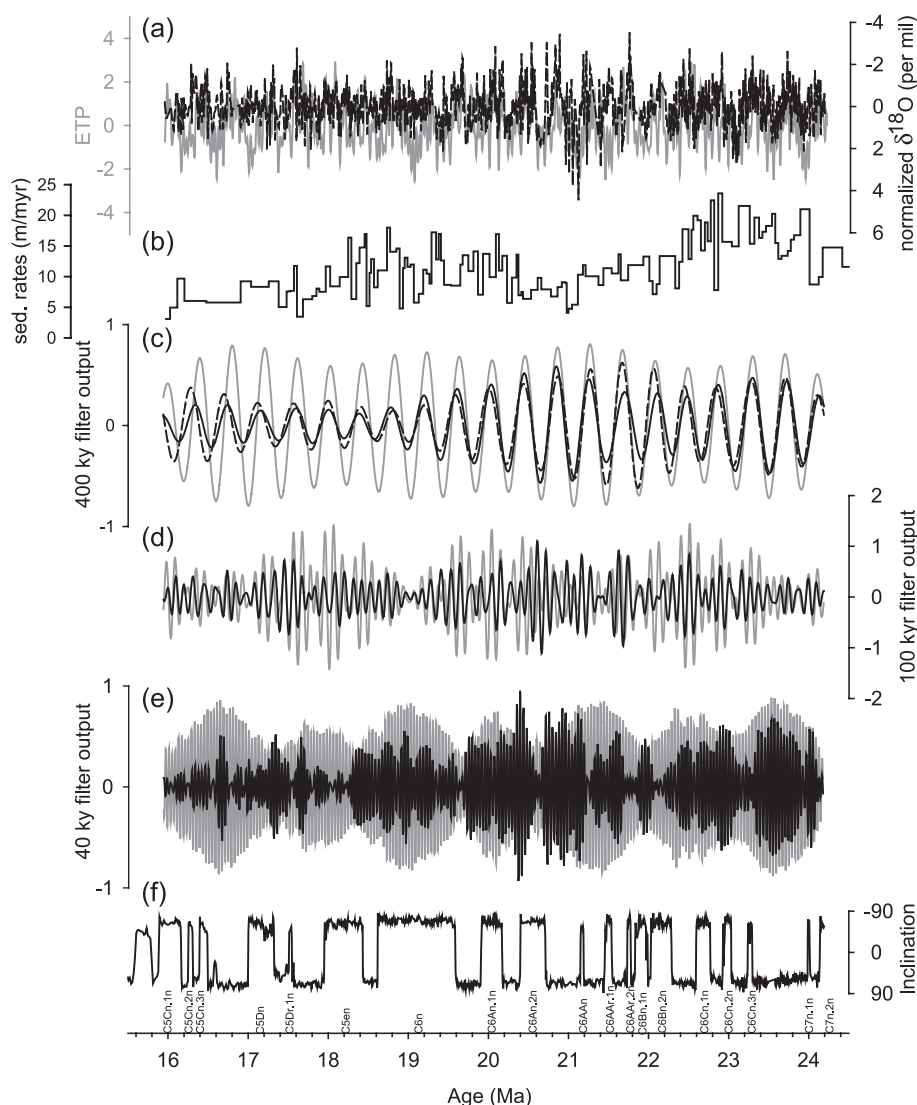 (a)
4
2
0
-2
-4
ETP
-4
-2
0
2
4
6
normalized δ18O (per mil)
(b)
25
20
15
10
5
0
sed. rates (m/myr)
(c)
1
0
-1
400 ky filter output
(d)
2
1
0
-1
-2
100 kyr filter output
(e)
1
0
-1
40 ky filter output
(f)
-90
0
90
Inclination
C5Cn.1n
C5Cn.2n
C5Cn.3n
C5Dn
C5Dr.1n
C5en
C6n
C6An.1n
C6An.2n
C6AAn
C6AAr.1n
C6AAr.2n
C6Bn.1n
C6Bn.2n
C6Cn.1n
C6Cn.2n
C6Cn.3n
C7n.1n
C7n.2n
16 17 18 19 20 21 22 23 24
Age (Ma)